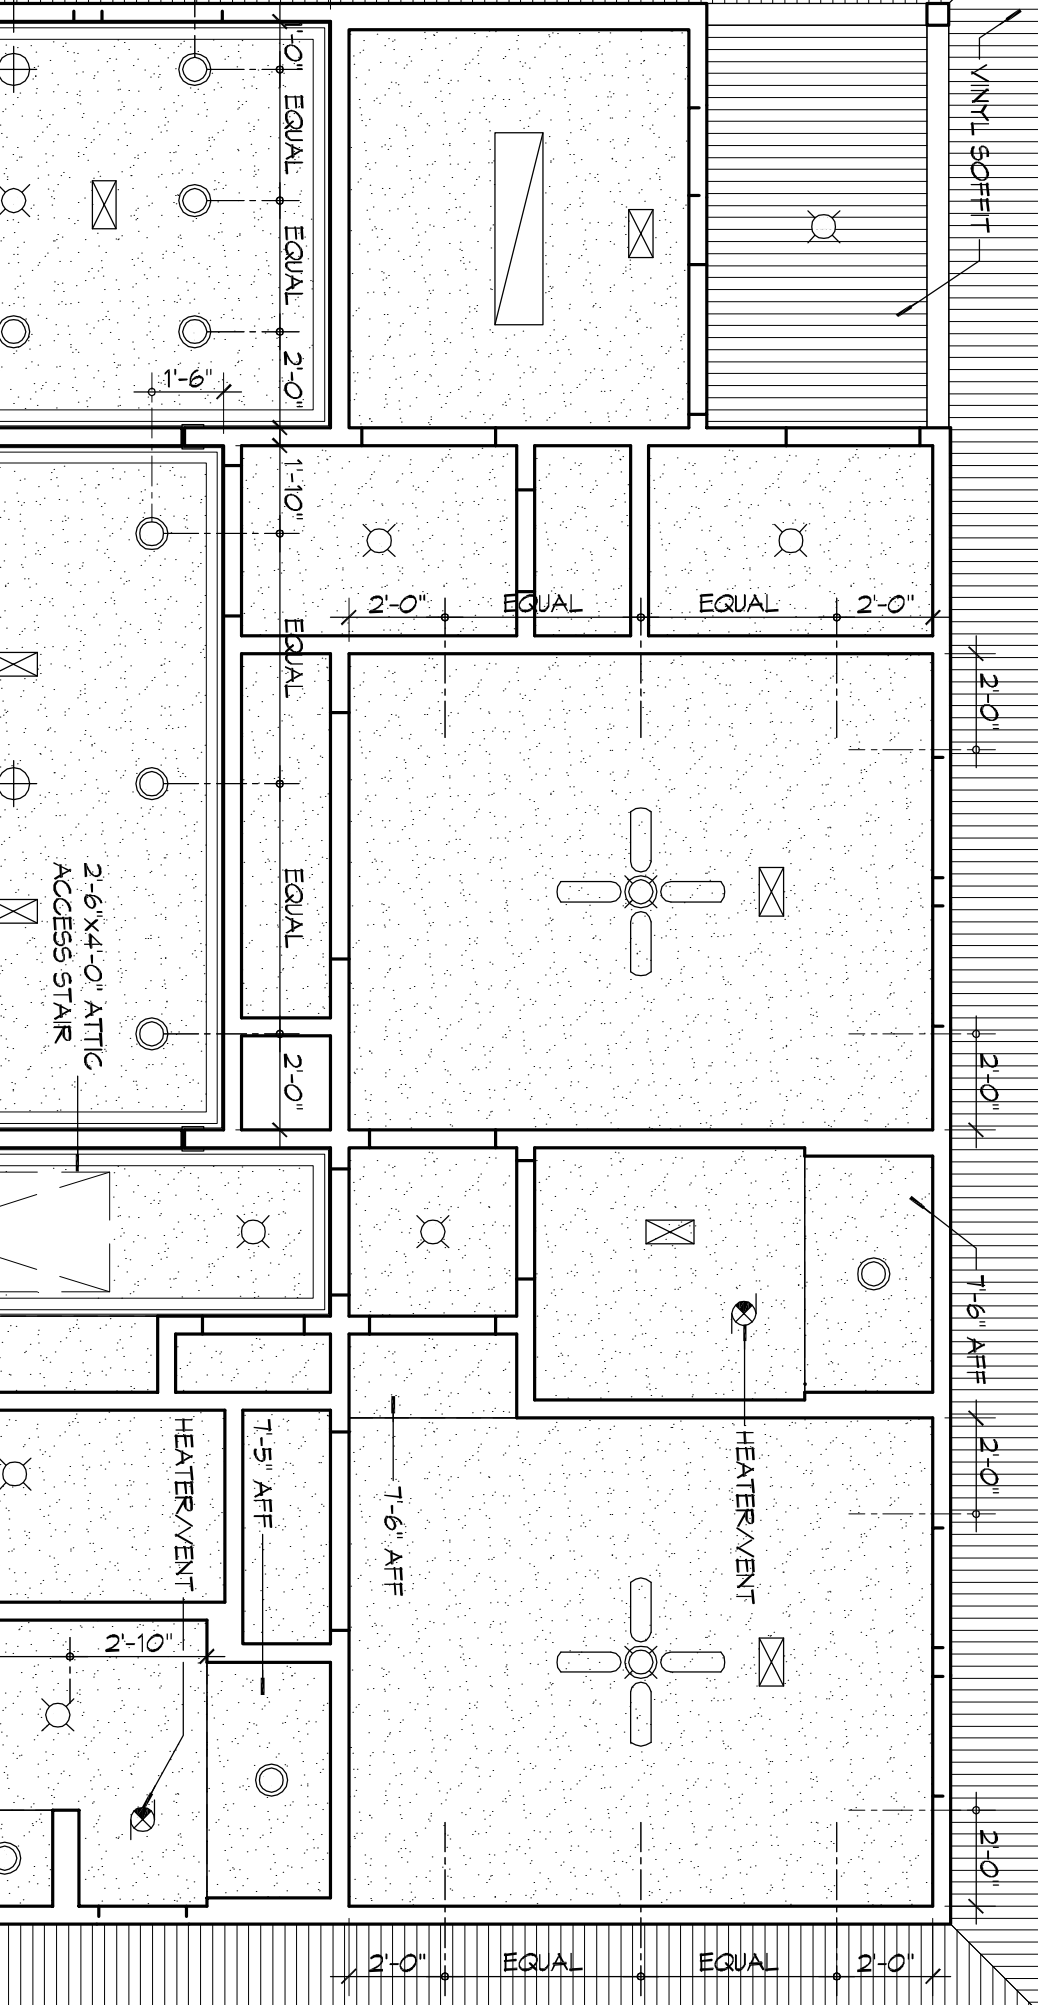 1'-0"
EQUAL
EQUAL
2'-0"
VINYL SOFFIT
1'-6"
1'-10"
EQUAL
EQUAL
2'-0"
2'-0"
EQUAL
EQUAL
2'-0"
2'-0"
2'-0"
2'-6"X4'-0" ATTIC
ACCESS STAIR
7'-6" AFF
HEATER/VENT
7'-5" AFF
7'-6" AFF
HEATER/VENT
2'-0"
2'-10"
2'-0"
2'-0"
EQUAL
EQUAL
2'-0"